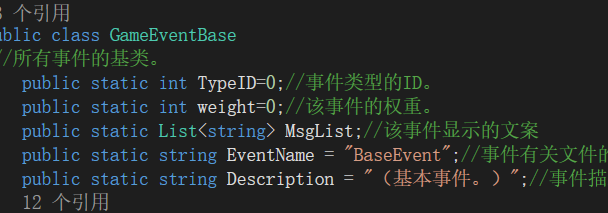 3 个引用
public class GameEventBase
//所有事件的基类。
public static int TypeID=0;//事件类型的ID。
public static int weight=0;//该事件的权重。
public static List<string> MsgList;//该事件显示的文案
public static string EventName = "BaseEvent";//事件有关文件的
public static string Description = "（基本事件。）";//事件描
12 个引用